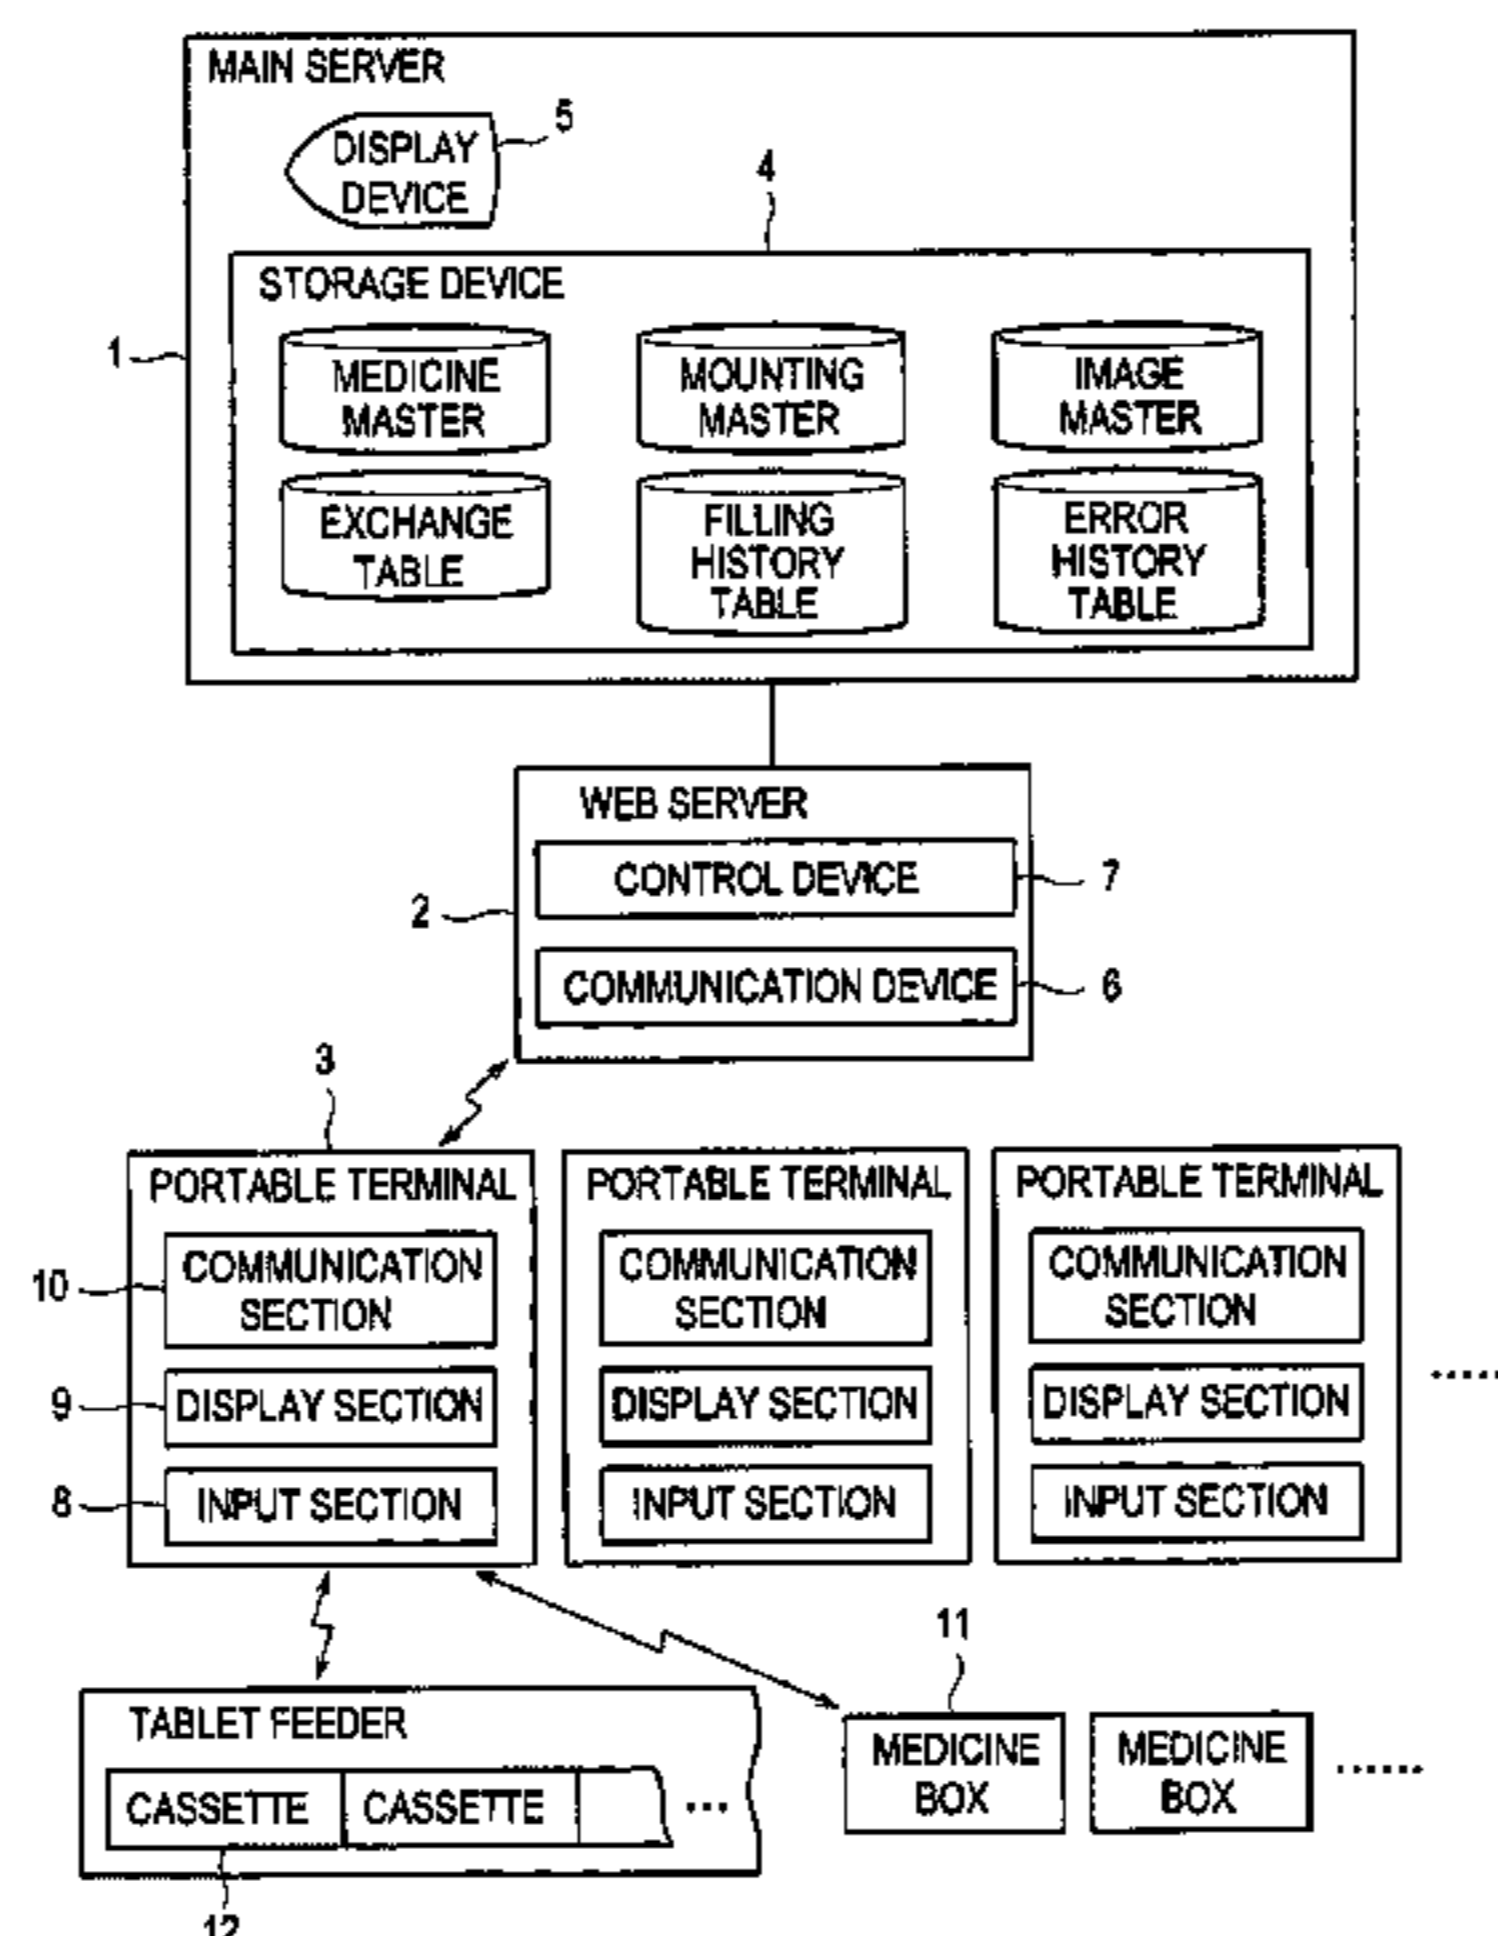 MAIN SERVER
DISPLAY
DEVICE
5
4
STORAGE DEVICE
1
MEDICINE
MASTER
MOUNTING
MASTER
IMAGE
MASTER
EXCHANGE
TABLE
FILLING
HISTORY
TABLE
ERROR
HISTORY
TABLE
WEB SERVER
CONTROL DEVICE
7
2
COMMUNICATION DEVICE
6
3
PORTABLE TERMINAL
COMMUNICATION
SECTION
10
DISPLAY SECTION
9
INPUT SECTION
8
PORTABLE TERMINAL
COMMUNICATION
SECTION
DISPLAY SECTION
INPUT SECTION
PORTABLE TERMINAL
COMMUNICATION
SECTION
DISPLAY SECTION
INPUT SECTION
......
TABLET FEEDER
CASSETTE
CASSETTE
...
12
11
MEDICINE
BOX
MEDICINE
BOX
......